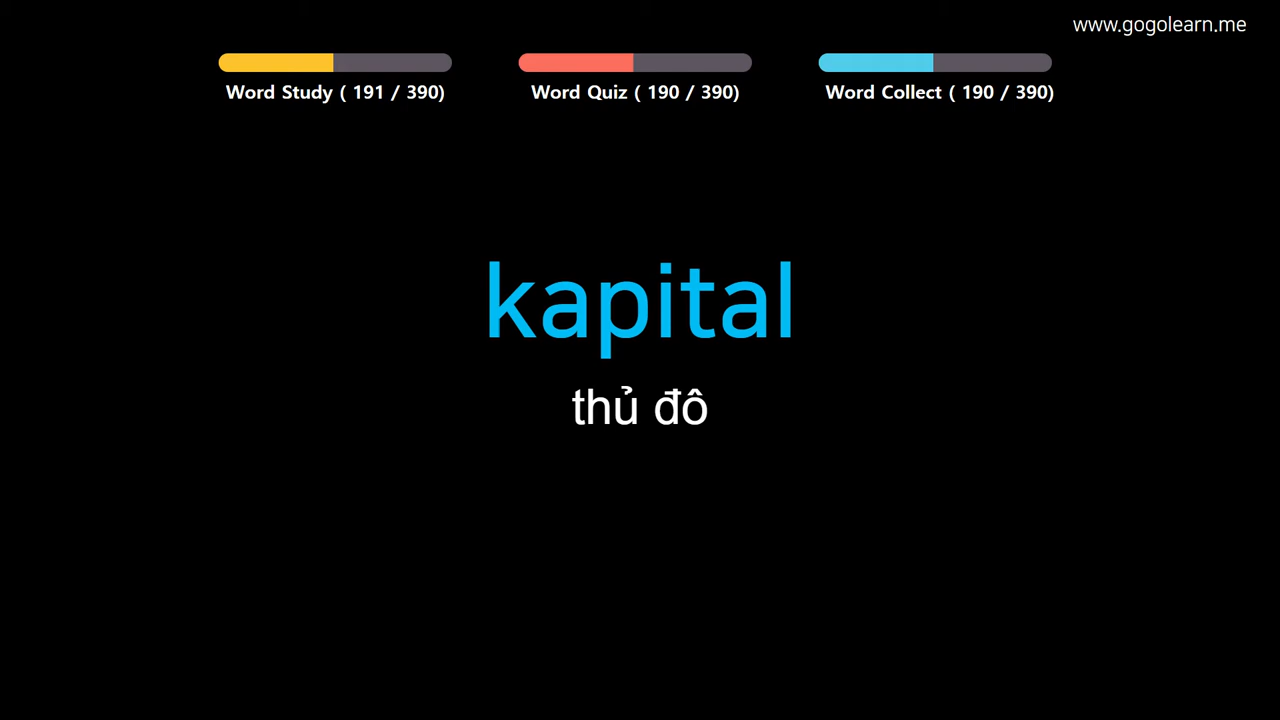 www.gogolearn.me
Word Study ( 191 / 390)
Word Quiz ( 190 / 390)
Word Collect ( 190 / 390)
kapital
thủ đô